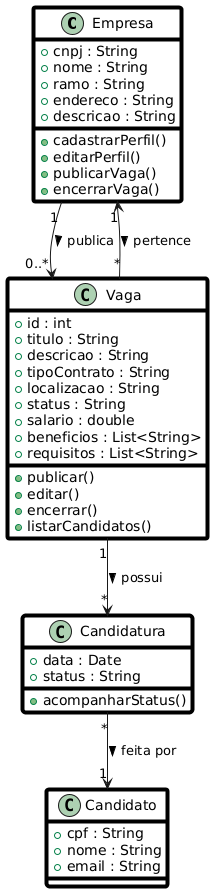 C Empresa
cnpj : String
nome : String
ramo : String
endereco : String
descricao : String
cadastrarPerfil()
editarPerfil()
publicarVaga()
encerrarVaga()
1 1
publica pertence
0..* *
C Vaga
id : int
titulo : String
descricao : String
tipoContrato : String
localizacao : String
status : String
salario : double
beneficios : List<String>
requisitos : List<String>
publicar()
editar()
encerrar()
listarCandidatos()
1
possui
*
C Candidatura
data : Date
status : String
acompanharStatus()
*
feita por
1
C Candidato
cpf : String
nome : String
email : String